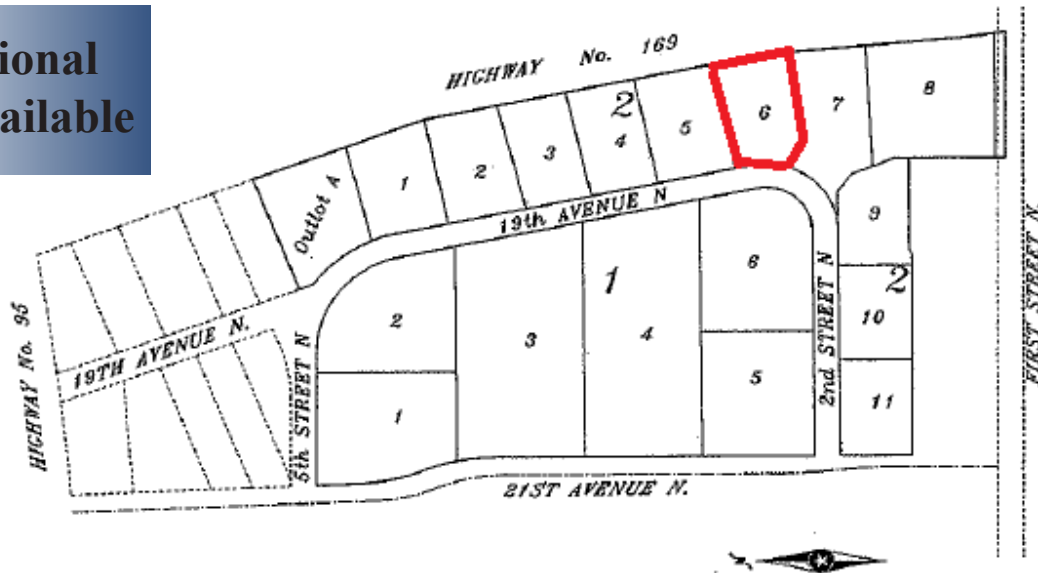 ional
ailable
HIGHWAY No. 169
2
1
2
3
4
5
6
7
8
Outlot A
19th AVENUE N
9
2
10
11
1
6
2
3
4
5
1
HIGHWAY No. 95
19TH AVENUE N.
5th STREET N
2nd STREET N
FIRST STREET N.
21ST AVENUE N.